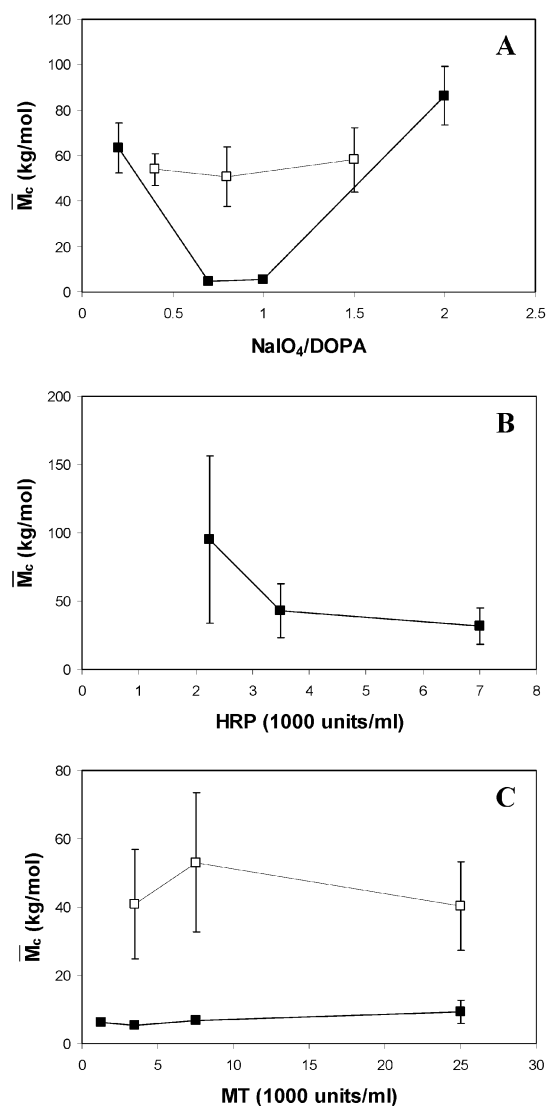 A
120
100
80
60
40
20
0
M̅c (kg/mol)
0 0.5 1 1.5 2 2.5
NaIO4/DOPA
B
200
150
100
50
0
M̅c (kg/mol)
0 1 2 3 4 5 6 7 8
HRP (1000 units/ml)
C
80
60
40
20
0
M̅c (kg/mol)
0 5 10 15 20 25 30
MT (1000 units/ml)